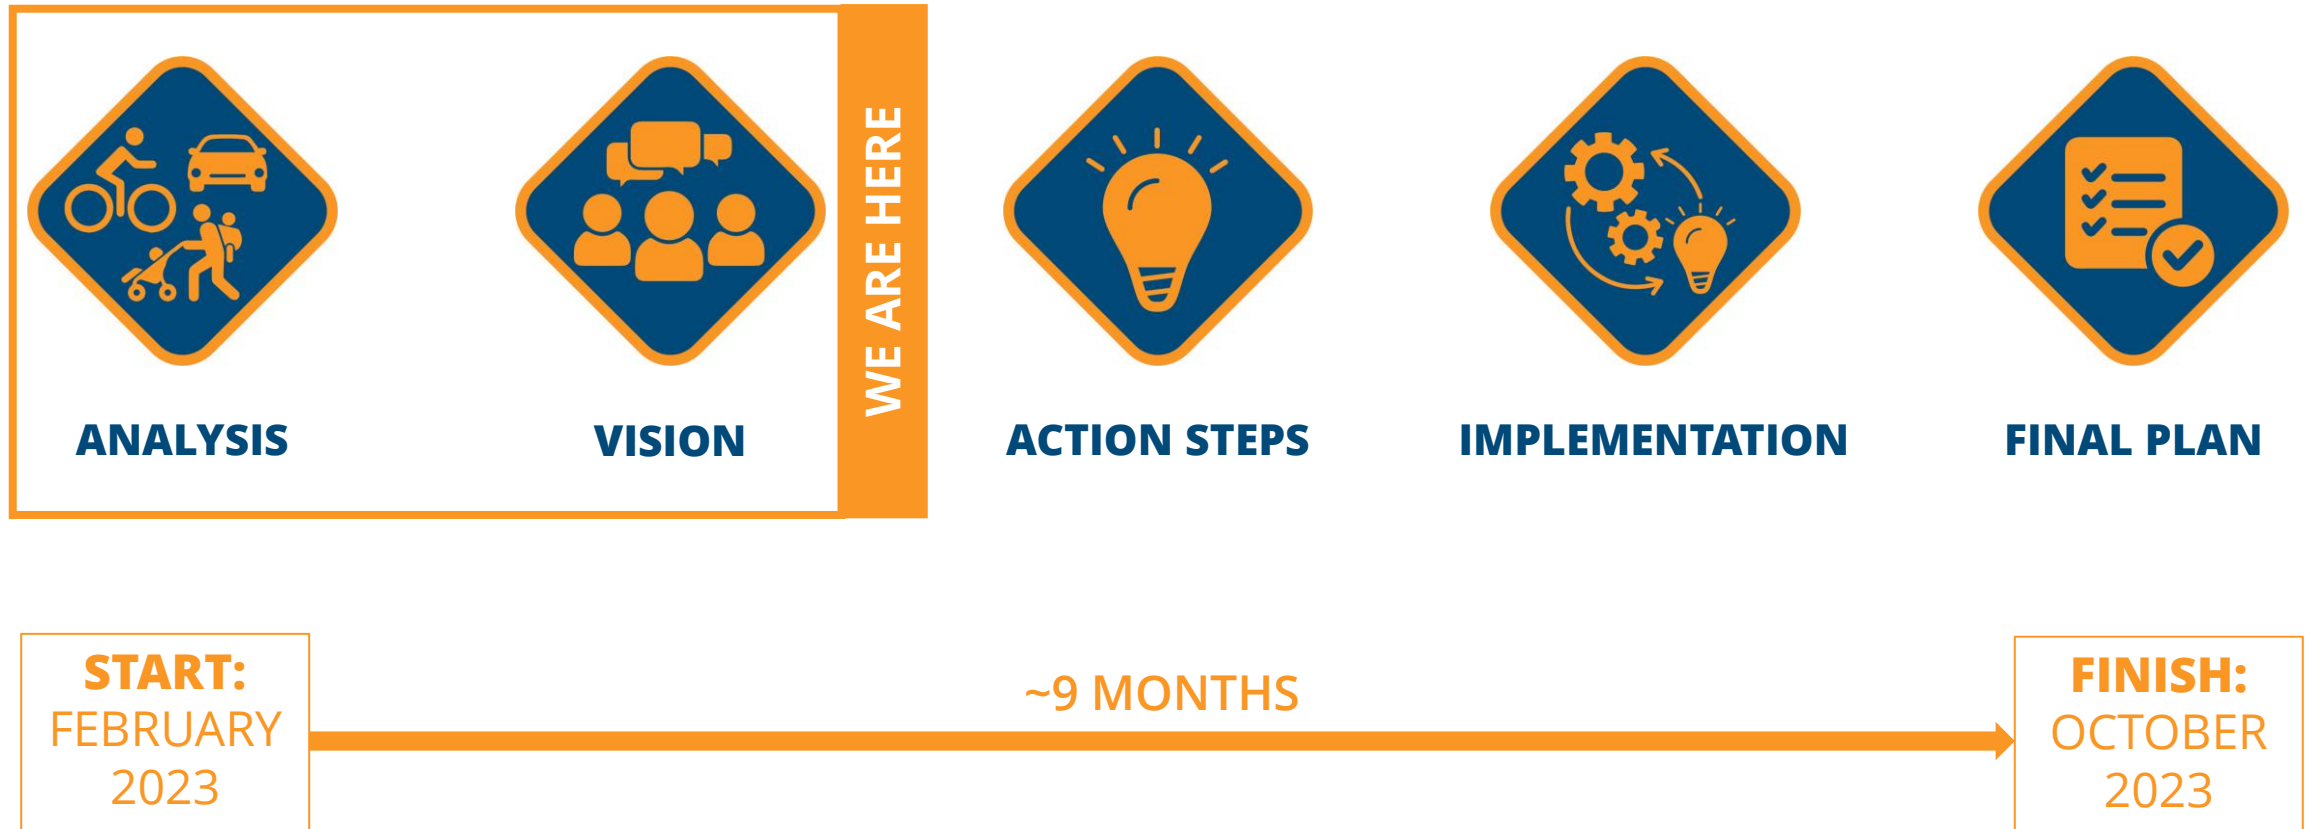 WE ARE HERE
ANALYSIS
VISION
ACTION STEPS
IMPLEMENTATION
FINAL PLAN
START:
FEBRUARY
2023
~9 MONTHS
FINISH:
OCTOBER
2023